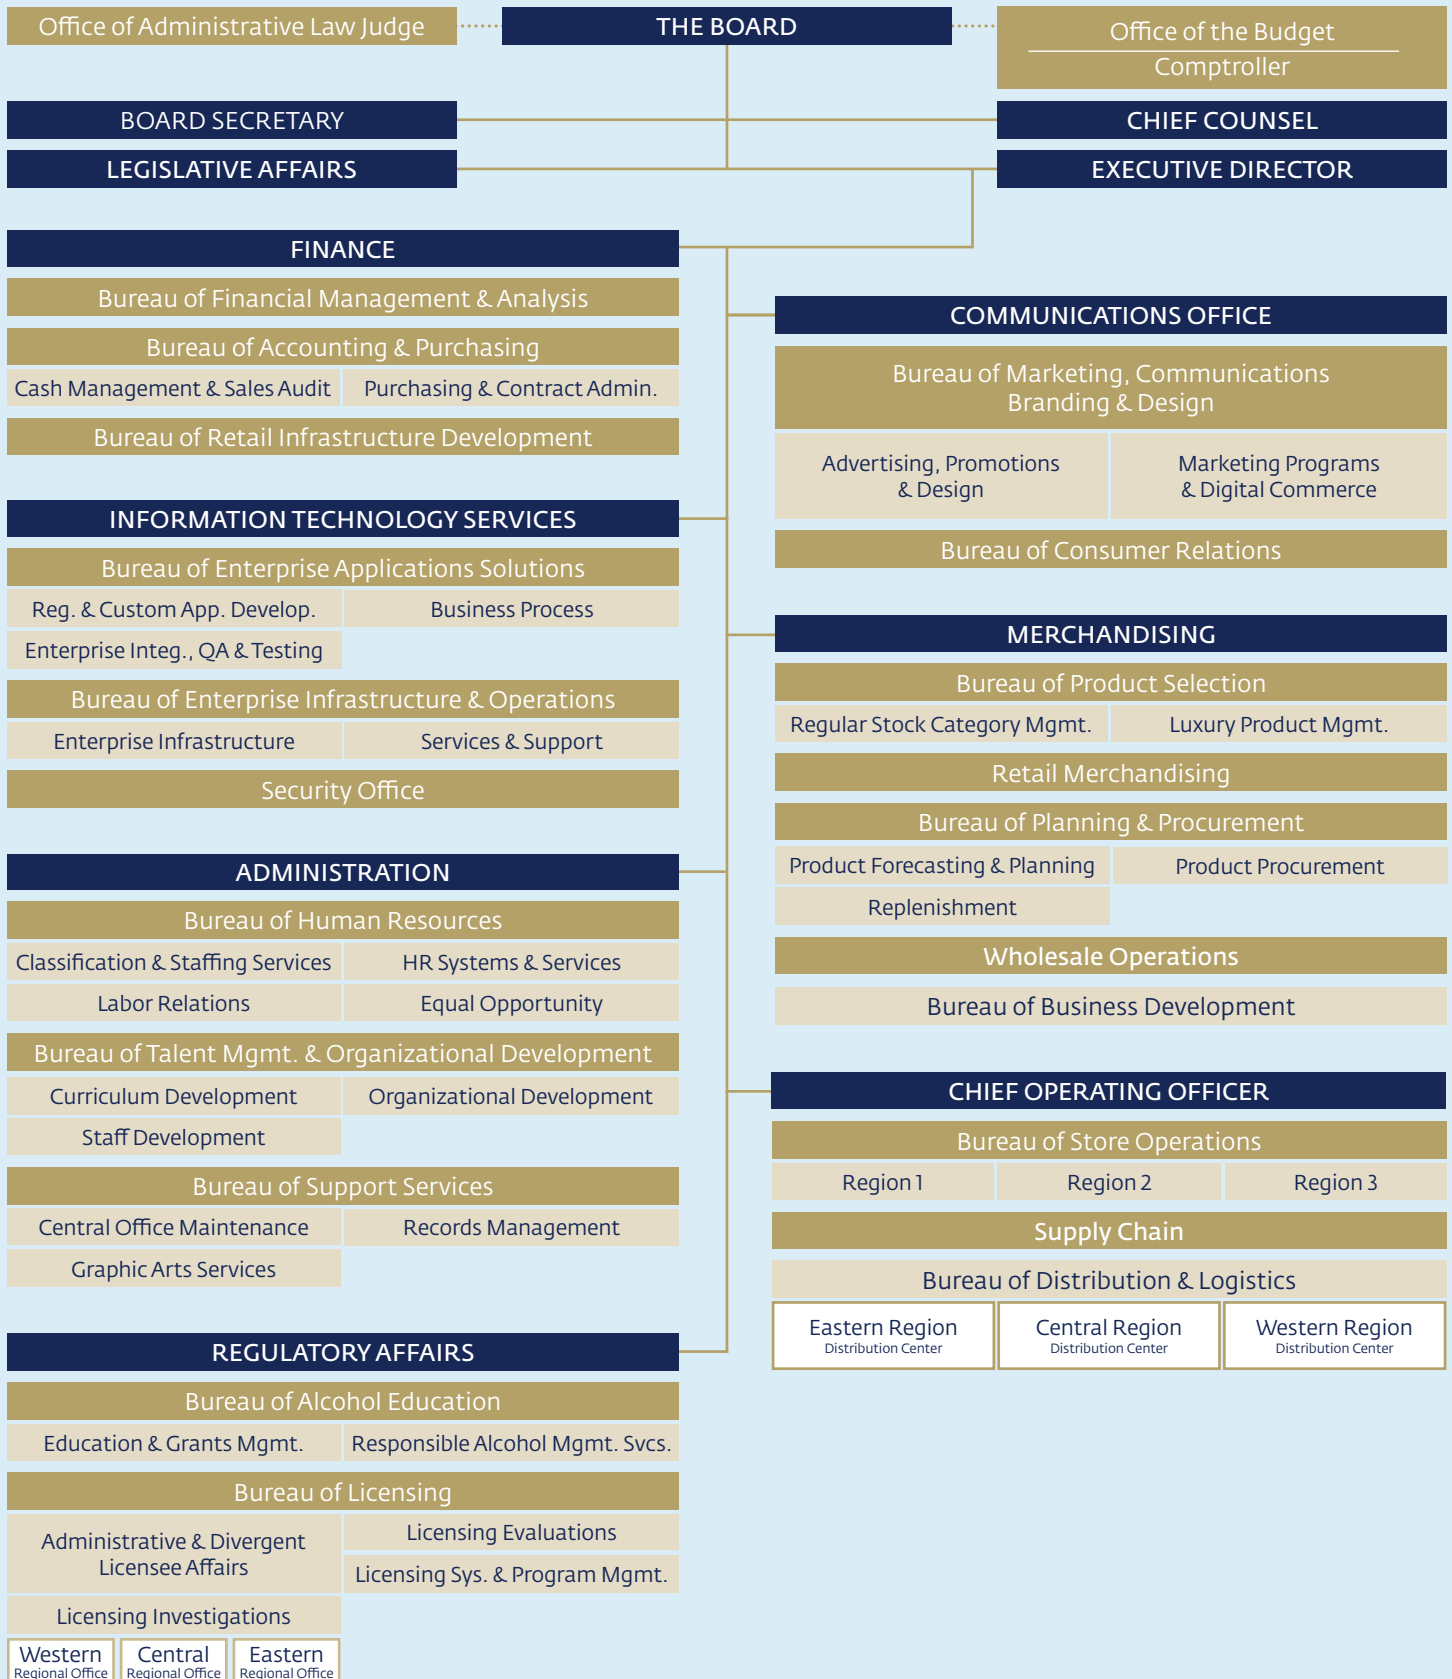 Office of Administrative Law Judge
THE BOARD
Office of the Budget
Comptroller
BOARD SECRETARY
CHIEF COUNSEL
LEGISLATIVE AFFAIRS
EXECUTIVE DIRECTOR
FINANCE
Bureau of Financial Management & Analysis
Bureau of Accounting & Purchasing
Cash Management & Sales Audit
Purchasing & Contract Admin.
Bureau of Retail Infrastructure Development
INFORMATION TECHNOLOGY SERVICES
Bureau of Enterprise Applications Solutions
Reg. & Custom App. Develop.
Business Process
Enterprise Integ., QA & Testing
Bureau of Enterprise Infrastructure & Operations
Enterprise Infrastructure
Services & Support
Security Office
ADMINISTRATION
Bureau of Human Resources
Classification & Staffing Services
HR Systems & Services
Labor Relations
Equal Opportunity
Bureau of Talent Mgmt. & Organizational Development
Curriculum Development
Organizational Development
Staff Development
Bureau of Support Services
Central Office Maintenance
Records Management
Graphic Arts Services
REGULATORY AFFAIRS
Bureau of Alcohol Education
Education & Grants Mgmt.
Responsible Alcohol Mgmt. Svcs.
Bureau of Licensing
Administrative & Divergent
Licensee Affairs
Licensing Evaluations
Licensing Sys. & Program Mgmt.
Licensing Investigations
Western
Regional Office
Central
Regional Office
Eastern
Regional Office
COMMUNICATIONS OFFICE
Bureau of Marketing, Communications
Branding & Design
Advertising, Promotions
& Design
Marketing Programs
& Digital Commerce
Bureau of Consumer Relations
MERCHANDISING
Bureau of Product Selection
Regular Stock Category Mgmt.
Luxury Product Mgmt.
Retail Merchandising
Bureau of Planning & Procurement
Product Forecasting & Planning
Product Procurement
Replenishment
Wholesale Operations
Bureau of Business Development
CHIEF OPERATING OFFICER
Bureau of Store Operations
Region 1
Region 2
Region 3
Supply Chain
Bureau of Distribution & Logistics
Eastern Region
Distribution Center
Central Region
Distribution Center
Western Region
Distribution Center